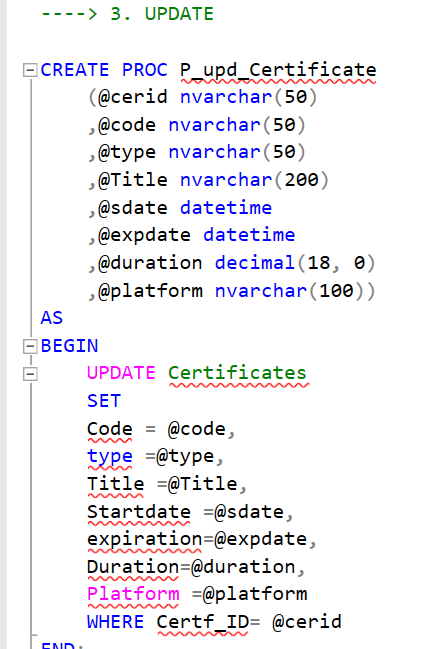 ----> 3. UPDATE
CREATE PROC P_upd_Certificate
(@cerid nvarchar(50)
,@code nvarchar(50)
,@type nvarchar(50)
,@Title nvarchar(200)
,@sdate datetime
,@expdate datetime
,@duration decimal(18, 0)
,@platform nvarchar(100))
AS
BEGIN
UPDATE Certificates
SET
Code = @code,
type =@type,
Title =@Title,
Startdate =@sdate,
expiration=@expdate,
Duration=@duration,
Platform =@platform
WHERE Certf_ID= @cerid
END;